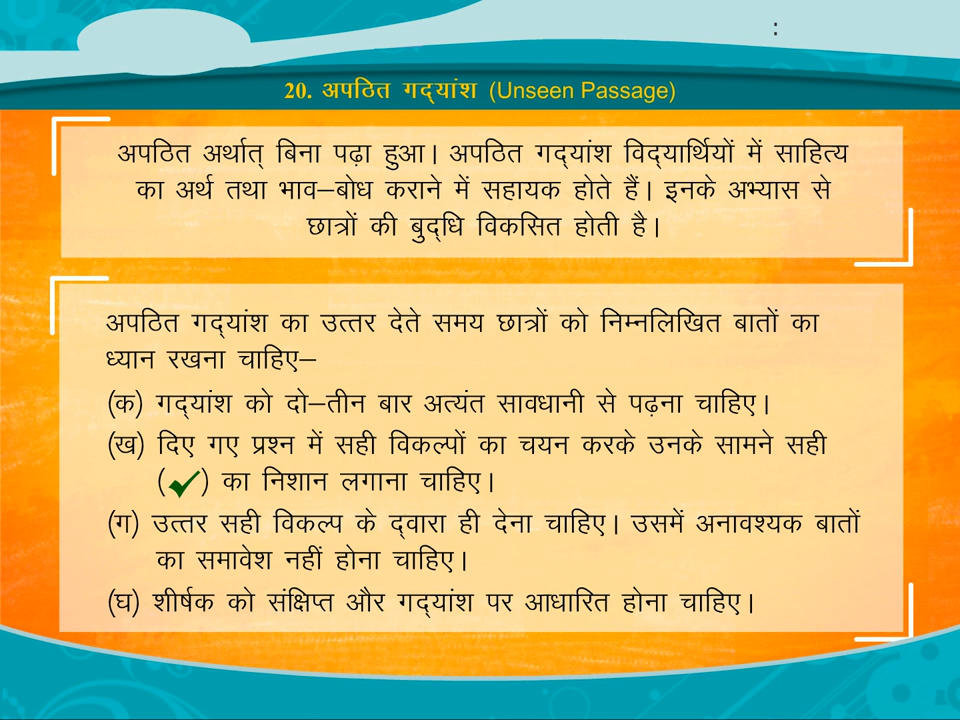 :
20. अपठित गद्यांश (Unseen Passage)
अपठित अर्थात् बिना पढ़ा हुआ। अपठित गद्यांश विद्यार्थियों में साहित्य
का अर्थ तथा भाव–बोध कराने में सहायक होते हैं। इनके अभ्यास से
छात्रों की बुद्धि विकसित होती है।
अपठित गद्यांश का उत्तर देते समय छात्रों को निम्नलिखित बातों का
ध्यान रखना चाहिए–
(क) गद्यांश को दो–तीन बार अत्यंत सावधानी से पढ़ना चाहिए।
(ख) दिए गए प्रश्न में सही विकल्पों का चयन करके उनके सामने सही
(✓) का निशान लगाना चाहिए।
(ग) उत्तर सही विकल्प के द्वारा ही देना चाहिए। उसमें अनावश्यक बातों
का समावेश नहीं होना चाहिए।
(घ) शीर्षक को संक्षिप्त और गद्यांश पर आधारित होना चाहिए।